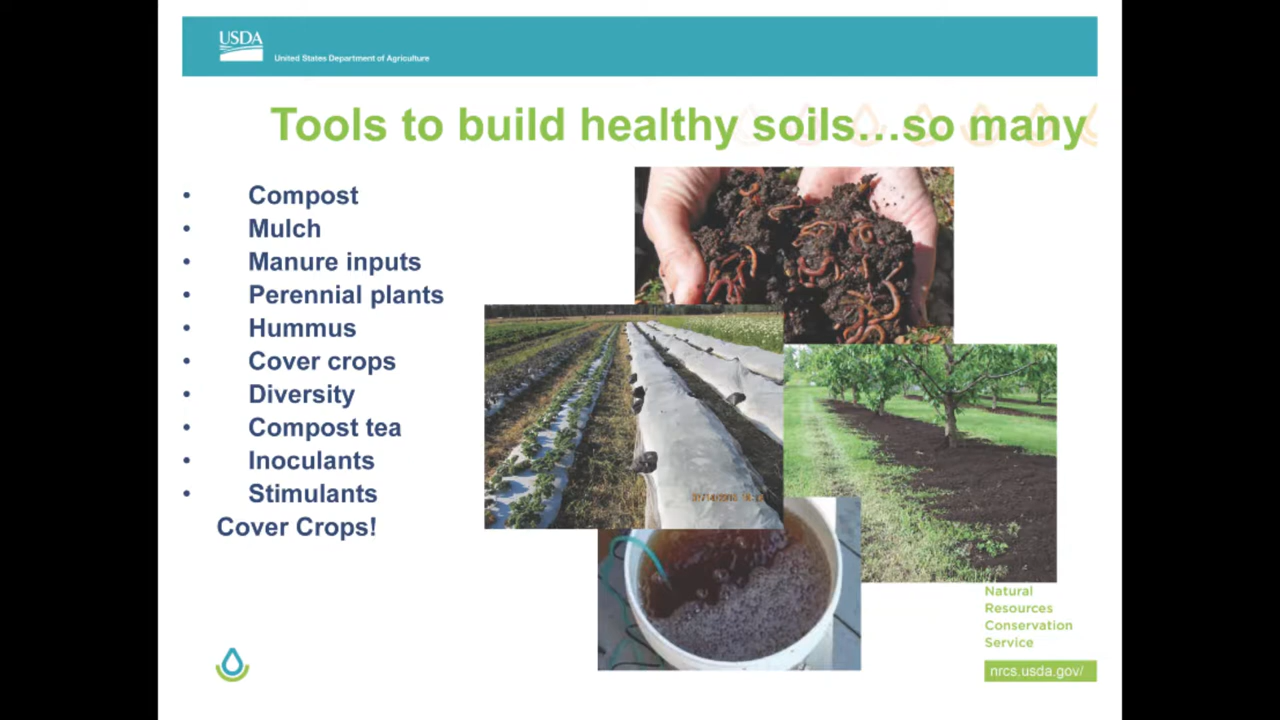 USDA
United States Department of Agriculture
Tools to build healthy soils...so many
• Compost
• Mulch
• Manure inputs
• Perennial plants
• Hummus
• Cover crops
• Diversity
• Compost tea
• Inoculants
• Stimulants
Cover Crops!
Natural
Resources
Conservation
Service
nrcs.usda.gov/